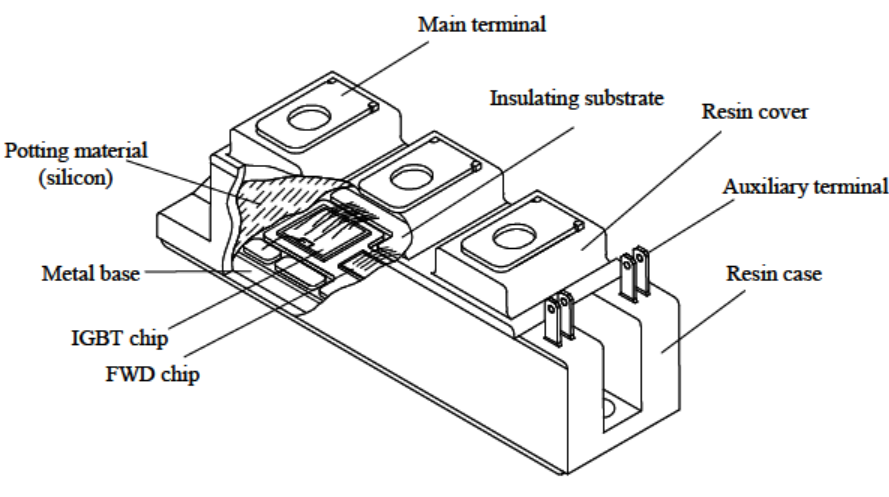 Main terminal
Insulating substrate
Resin cover
Potting material
(silicon)
Auxiliary terminal
Metal base
Resin case
IGBT chip
FWD chip